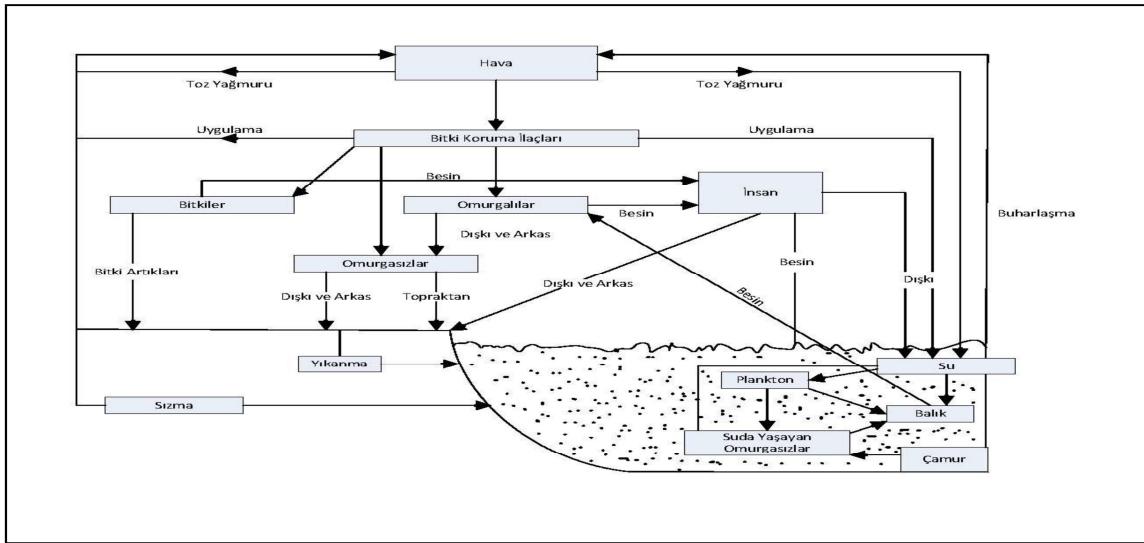 Hava
Toz Yağmuru
Toz Yağmuru
Uygulama
Bitki Koruma İlaçları
Uygulama
Besin
İnsan
Bitkiler
Omurgalılar
Besin
Buharlaşma
Dışkı ve Arkas
Omurgasızlar
Besin
Bitki Artıkları
Dışkı ve Arkas
Topraktan
Dışkı ve Arkas
Dışkı
Besin
Yıkanma
Su
Plankton
Sızma
Balık
Suda Yaşayan
Omurgasızlar
Çamur